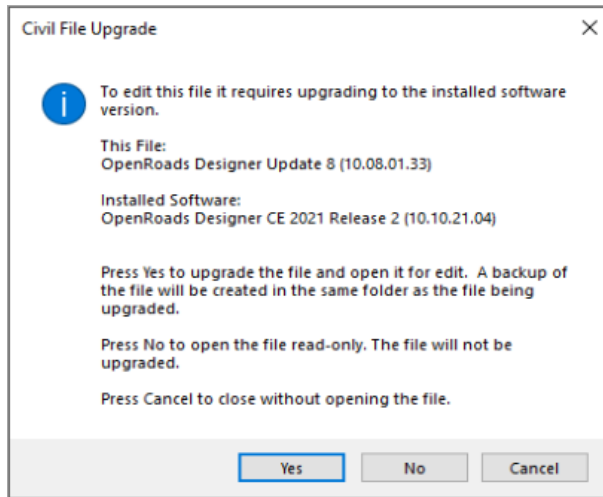 Civil File Upgrade
To edit this file it requires upgrading to the installed software
version.
This File:
OpenRoads Designer Update 8 (10.08.01.33)
Installed Software:
OpenRoads Designer CE 2021 Release 2 (10.10.21.04)
Press Yes to upgrade the file and open it for edit.  A backup of
the file will be created in the same folder as the file being
upgraded.
Press No to open the file read-only. The file will not be
upgraded.
Press Cancel to close without opening the file.
Yes No Cancel